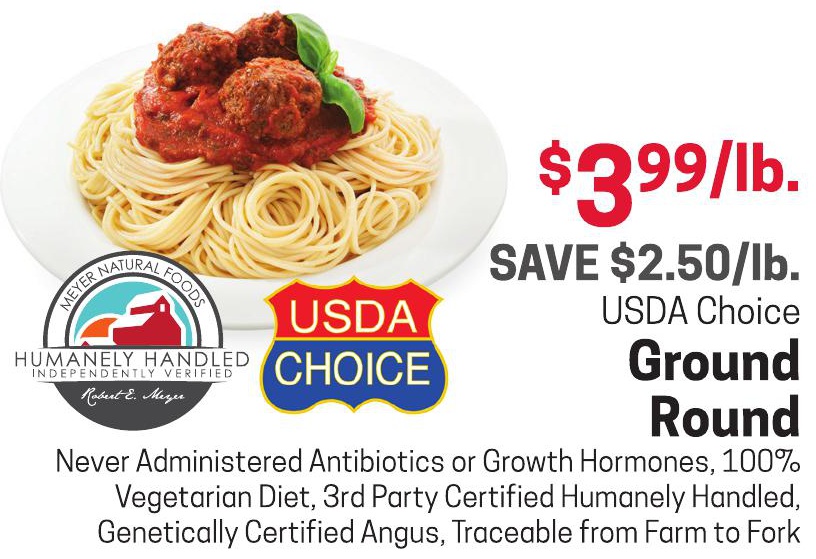 $3.99/lb.
SAVE $2.50/lb.
USDA Choice
Ground
Round
MEYER NATURAL FOODS
HUMANELY HANDLED
INDEPENDENTLY VERIFIED
Robert E. Meyer
USDA
CHOICE
Never Administered Antibiotics or Growth Hormones, 100%
Vegetarian Diet, 3rd Party Certified Humanely Handled,
Genetically Certified Angus, Traceable from Farm to Fork